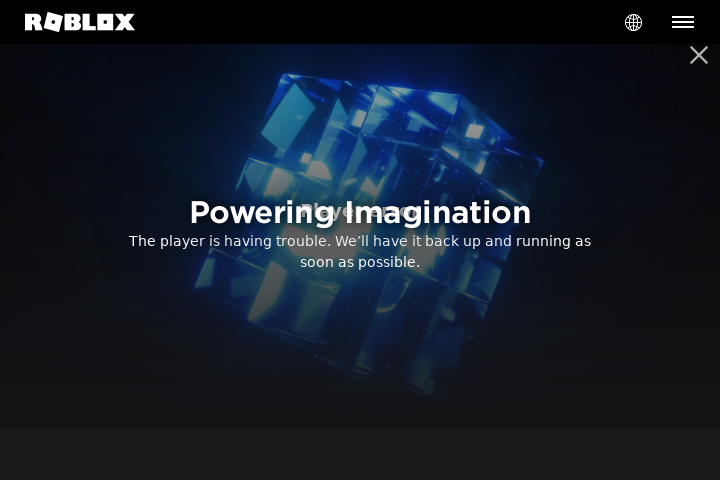 ROBLOX
Powering Imagination
The player is having trouble. We’ll have it back up and running as
soon as possible.